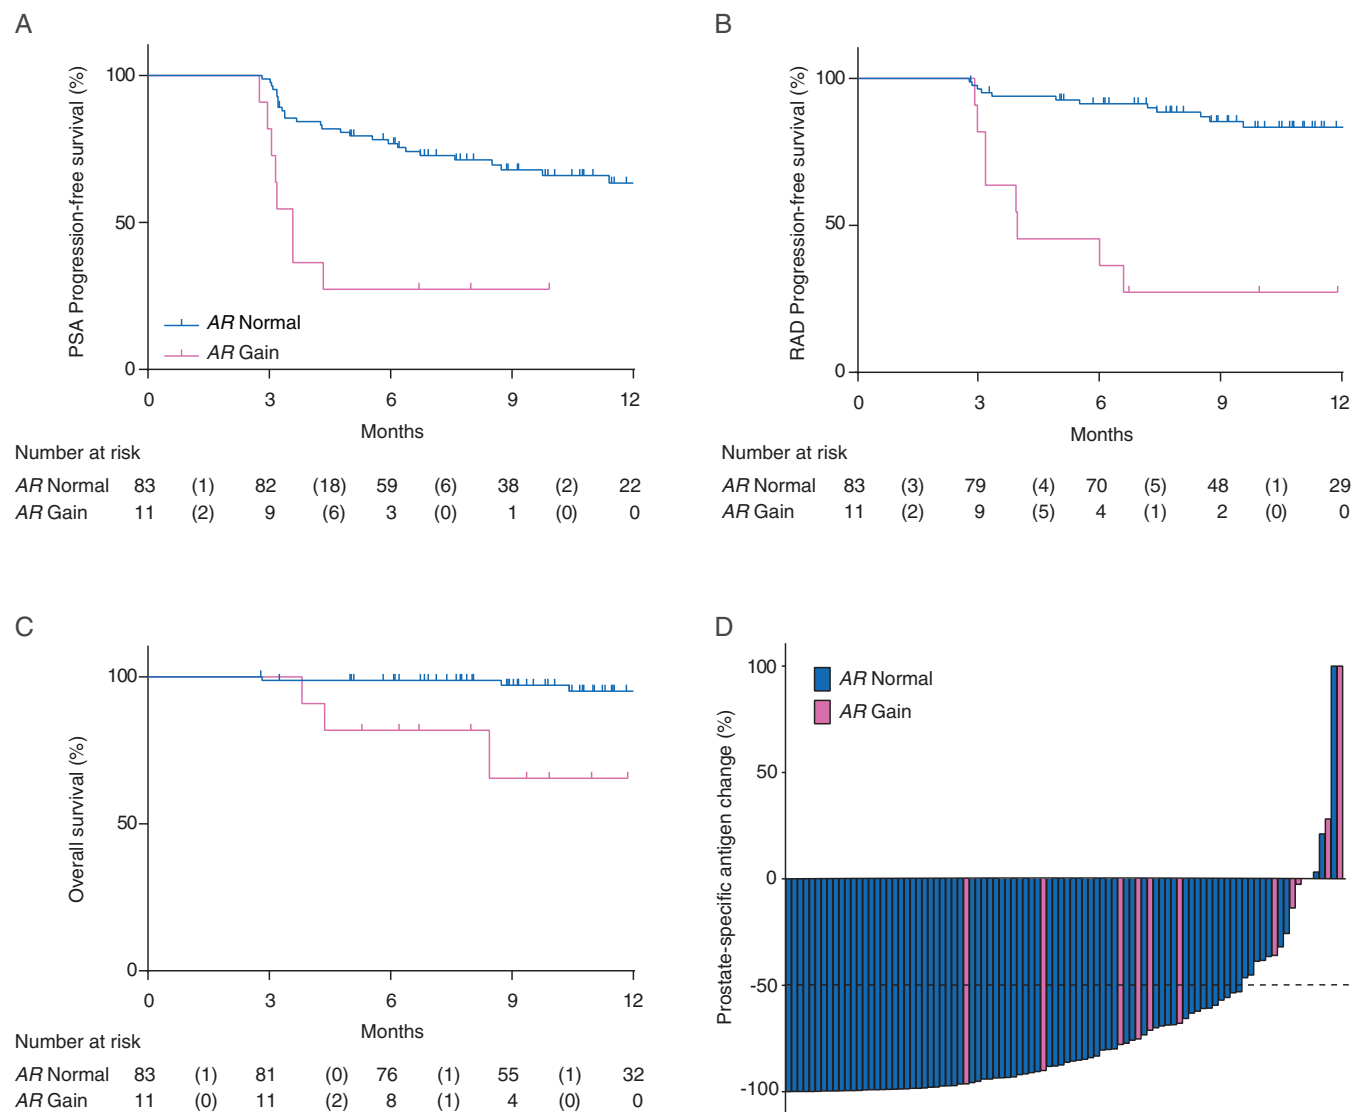 A
PSA Progression-free survival (%)
100
50
0
AR Normal
AR Gain
0 3 6 9 12
Months
Number at risk
AR Normal 83 (1) 82 (18) 59 (6) 38 (2) 22
AR Gain 11 (2) 9 (6) 3 (0) 1 (0) 0
B
RAD Progression-free survival (%)
100
50
0
0 3 6 9 12
Months
Number at risk
AR Normal 83 (3) 79 (4) 70 (5) 48 (1) 29
AR Gain 11 (2) 9 (5) 4 (1) 2 (0) 0
C
Overall survival (%)
100
50
0
0 3 6 9 12
Months
Number at risk
AR Normal 83 (1) 81 (0) 76 (1) 55 (1) 32
AR Gain 11 (0) 11 (2) 8 (1) 4 (0) 0
D
Prostate-specific antigen change (%)
100
50
0
-50
-100
AR Normal
AR Gain